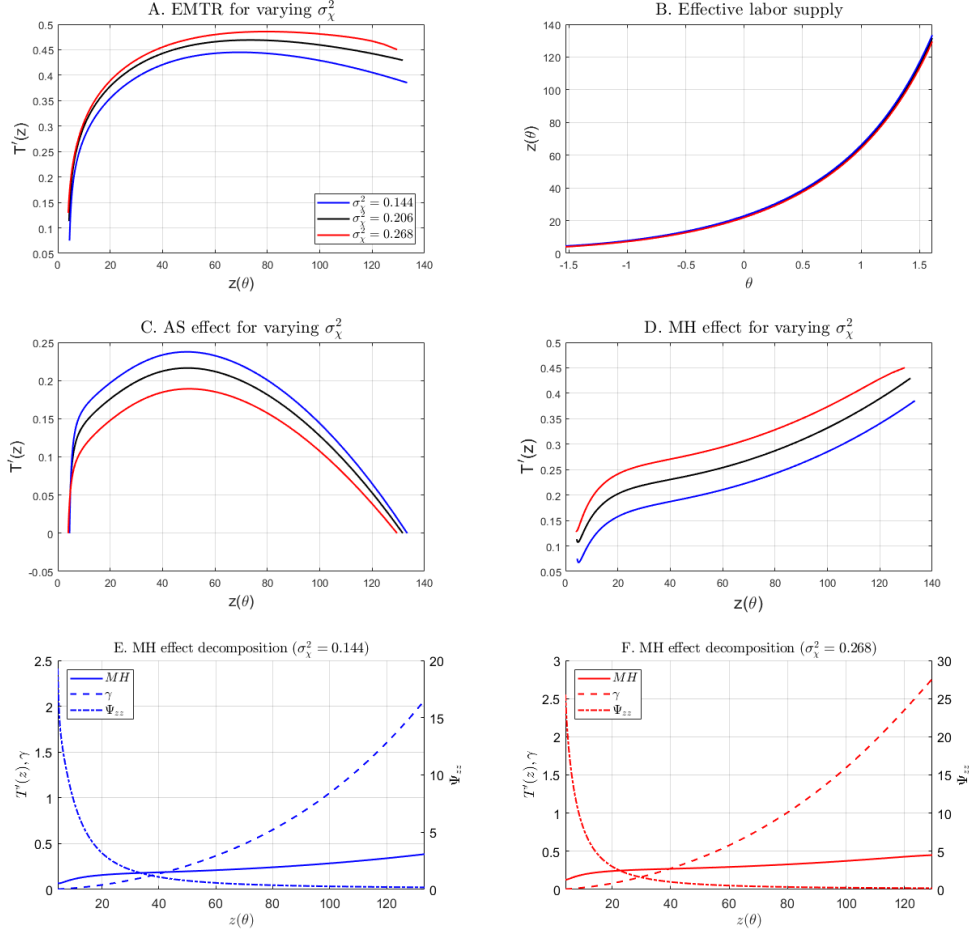 A. EMTR for varying σ²_χ
T′(z)
0.5
0.45
0.4
0.35
0.3
0.25
0.2
0.15
0.1
0.05
σ²_χ = 0.144
σ²_χ = 0.206
σ²_χ = 0.268
0 20 40 60 80 100 120 140
z(θ)
B. Effective labor supply
z(θ)
140
120
100
80
60
40
20
0
-1.5 -1 -0.5 0 0.5 1 1.5
θ
C. AS effect for varying σ²_χ
T′(z)
0.25
0.2
0.15
0.1
0.05
0
-0.05
0 20 40 60 80 100 120 140
z(θ)
D. MH effect for varying σ²_χ
T′(z)
0.5
0.45
0.4
0.35
0.3
0.25
0.2
0.15
0.1
0.05
0 20 40 60 80 100 120 140
z(θ)
E. MH effect decomposition (σ²_χ = 0.144)
T′(z), γ
2.5
2
1.5
1
0.5
0
MH
γ
Ψzz
20
15
10
5
0
Ψzz
20 40 60 80 100 120
z(θ)
F. MH effect decomposition (σ²_χ = 0.268)
T′(z), γ
3
2.5
2
1.5
1
0.5
0
MH
γ
Ψzz
30
25
20
15
10
5
0
Ψzz
20 40 60 80 100 120
z(θ)